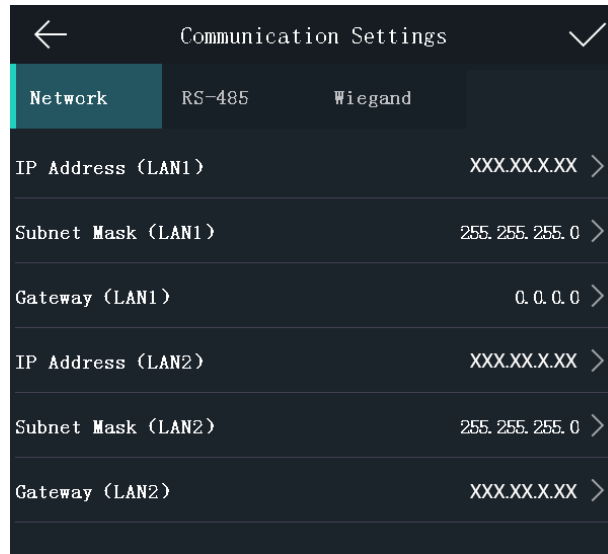 Communication Settings
Network RS-485 Wiegand
IP Address (LAN1) XXX.XX.X.XX
Subnet Mask (LAN1) 255.255.255.0
Gateway (LAN1) 0.0.0.0
IP Address (LAN2) XXX.XX.X.XX
Subnet Mask (LAN2) 255.255.255.0
Gateway (LAN2) XXX.XX.X.XX